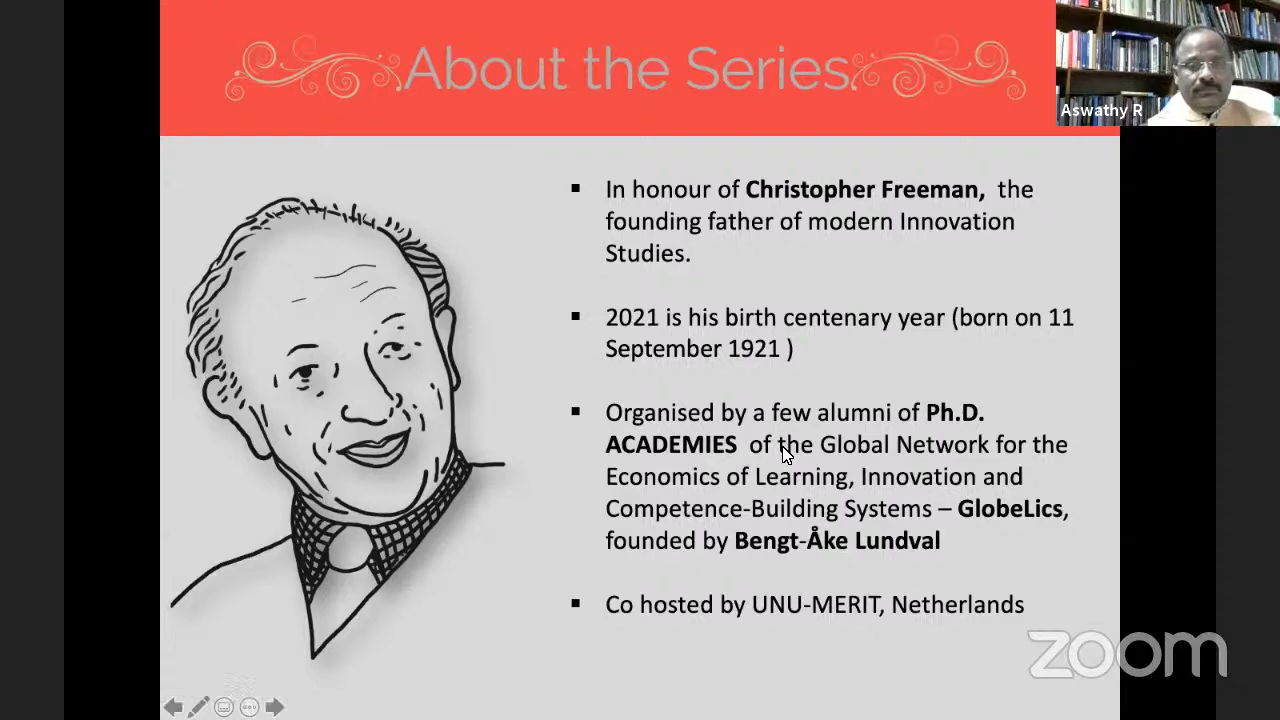 About the Series
Aswathy R
▪ In honour of Christopher Freeman, the
founding father of modern Innovation
Studies.
▪ 2021 is his birth centenary year (born on 11
September 1921 )
▪ Organised by a few alumni of Ph.D.
ACADEMIES of the Global Network for the
Economics of Learning, Innovation and
Competence-Building Systems – GlobeLics,
founded by Bengt-Åke Lundval
▪ Co hosted by UNU-MERIT, Netherlands
zoom